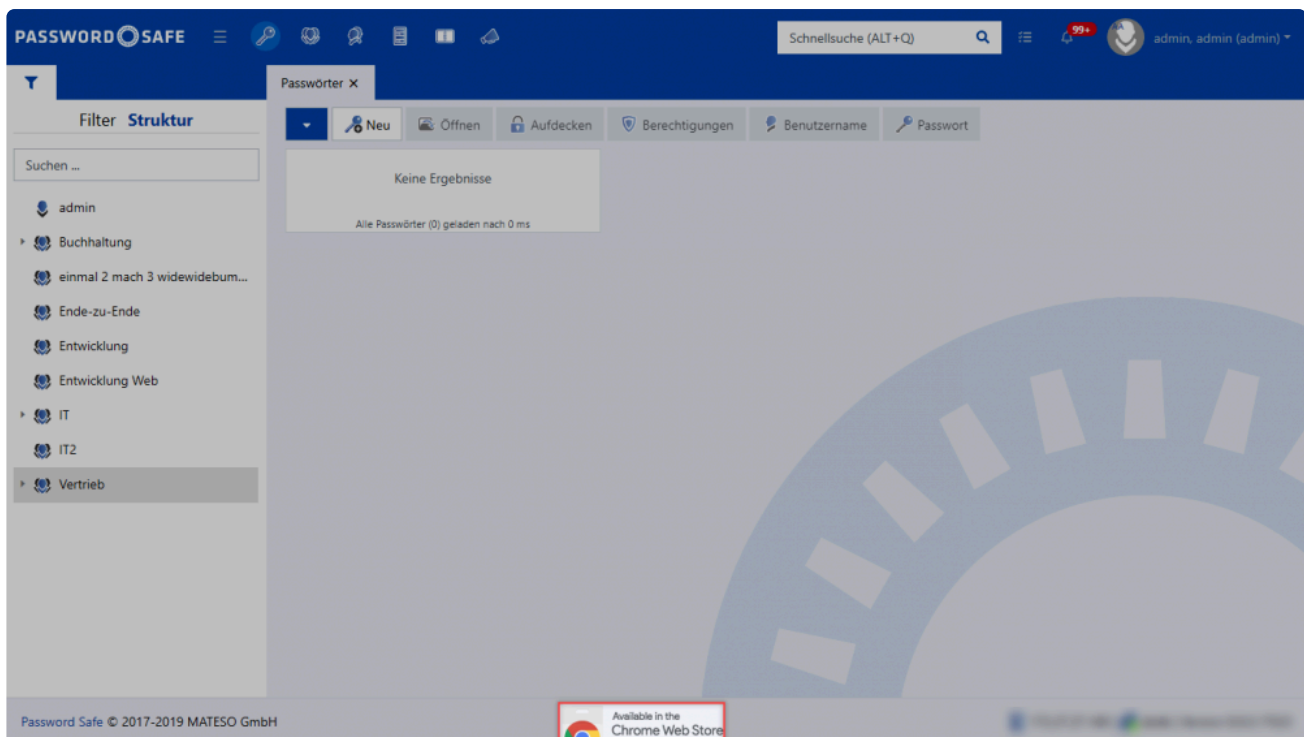 PASSWORD SAFE
Schnellsuche (ALT+Q)
99+
admin, admin (admin)
Passwörter ×
Filter Struktur
Neu Öffnen Aufdecken Berechtigungen Benutzername Passwort
Suchen ...
Keine Ergebnisse
Alle Passwörter (0) geladen nach 0 ms
admin
Buchhaltung
einmal 2 mach 3 widewidebum...
Ende-zu-Ende
Entwicklung
Entwicklung Web
IT
IT2
Vertrieb
Password Safe © 2017-2019 MATESO GmbH
Available in the
Chrome Web Store